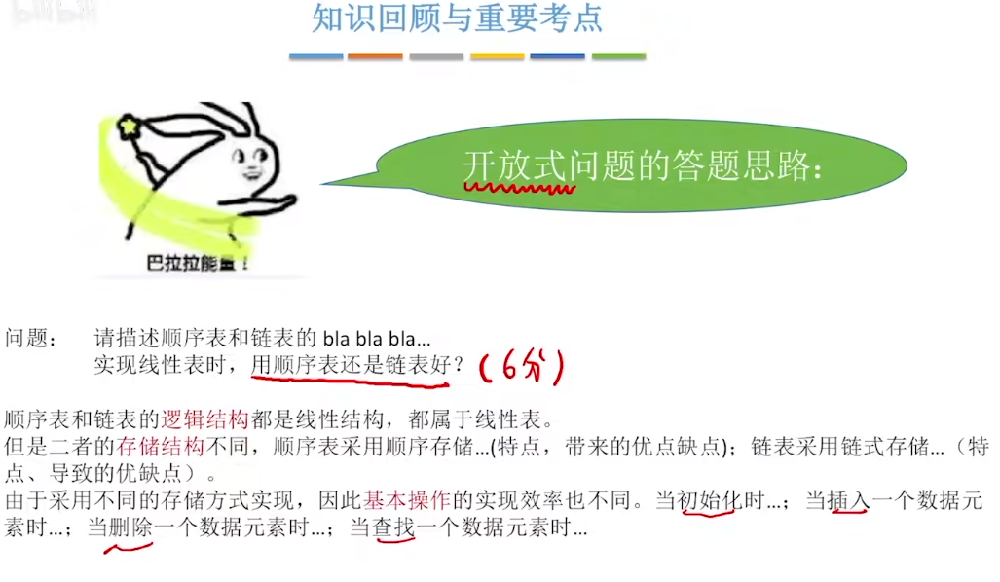 bilibili
知识回顾与重要考点
开放式问题的答题思路：
巴拉拉能量！
问题： 请描述顺序表和链表的 bla bla bla…
实现线性表时，用顺序表还是链表好？（6分）
顺序表和链表的逻辑结构都是线性结构，都属于线性表。
但是二者的存储结构不同，顺序表采用顺序存储…(特点，带来的优点缺点)；链表采用链式存储…（特
点、导致的优缺点）。
由于采用不同的存储方式实现，因此基本操作的实现效率也不同。当初始化时…；当插入一个数据元
素时…；当删除一个数据元素时…；当查找一个数据元素时…